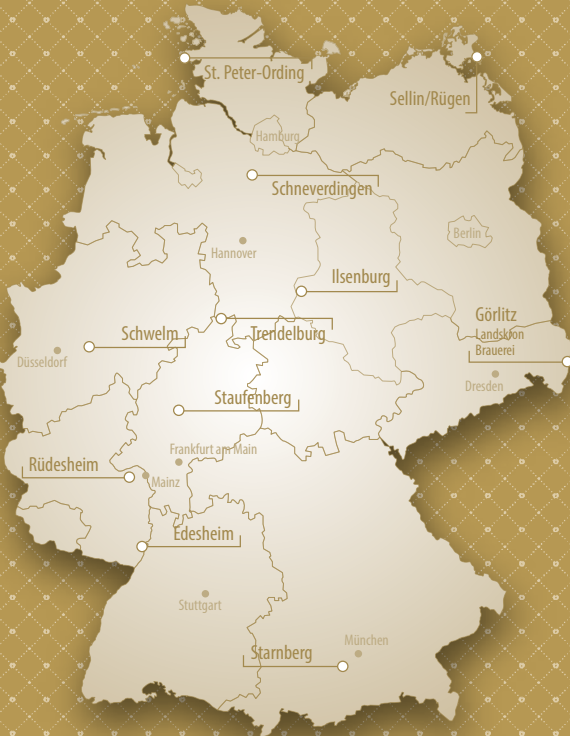 St. Peter-Ording
Sellin/Rügen
Hamburg
Schneverdingen
Berlin
Hannover
Ilsenburg
Görlitz
Landskron
Brauerei
Schwelm
Trendelburg
Düsseldorf
Dresden
Staufenberg
Frankfurt am Main
Rüdesheim
Mainz
Edesheim
Stuttgart
München
Starnberg